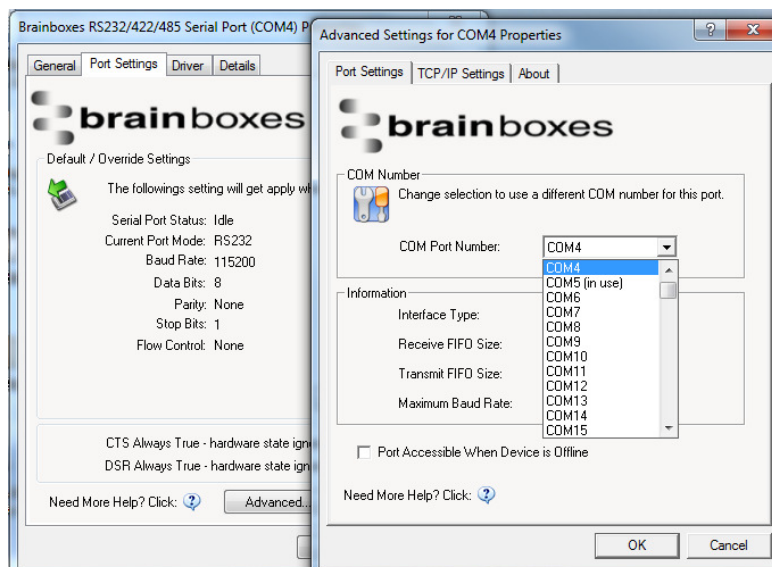 Brainboxes RS232/422/485 Serial Port (COM4) P
General
Port Settings
Driver
Details
brainboxes
Default / Override Settings
The followings setting will get apply
Serial Port Status: Idle
Current Port Mode: RS232
Baud Rate: 115200
Data Bits: 8
Parity: None
Stop Bits: 1
Flow Control: None
CTS Always True - hardware state ign
DSR Always True - hardware state ign
Need More Help? Click:
Advanced...
Advanced Settings for COM4 Properties
Port Settings
TCP/IP Settings
About
brainboxes
COM Number
Change selection to use a different COM number for this port.
COM Port Number:
COM4
COM4
COM5 (in use)
COM6
COM7
COM8
COM9
COM10
COM11
COM12
COM13
COM14
COM15
Information
Interface Type:
Receive FIFO Size:
Transmit FIFO Size:
Maximum Baud Rate:
Port Accessible When Device is Offline
Need More Help? Click:
OK
Cancel